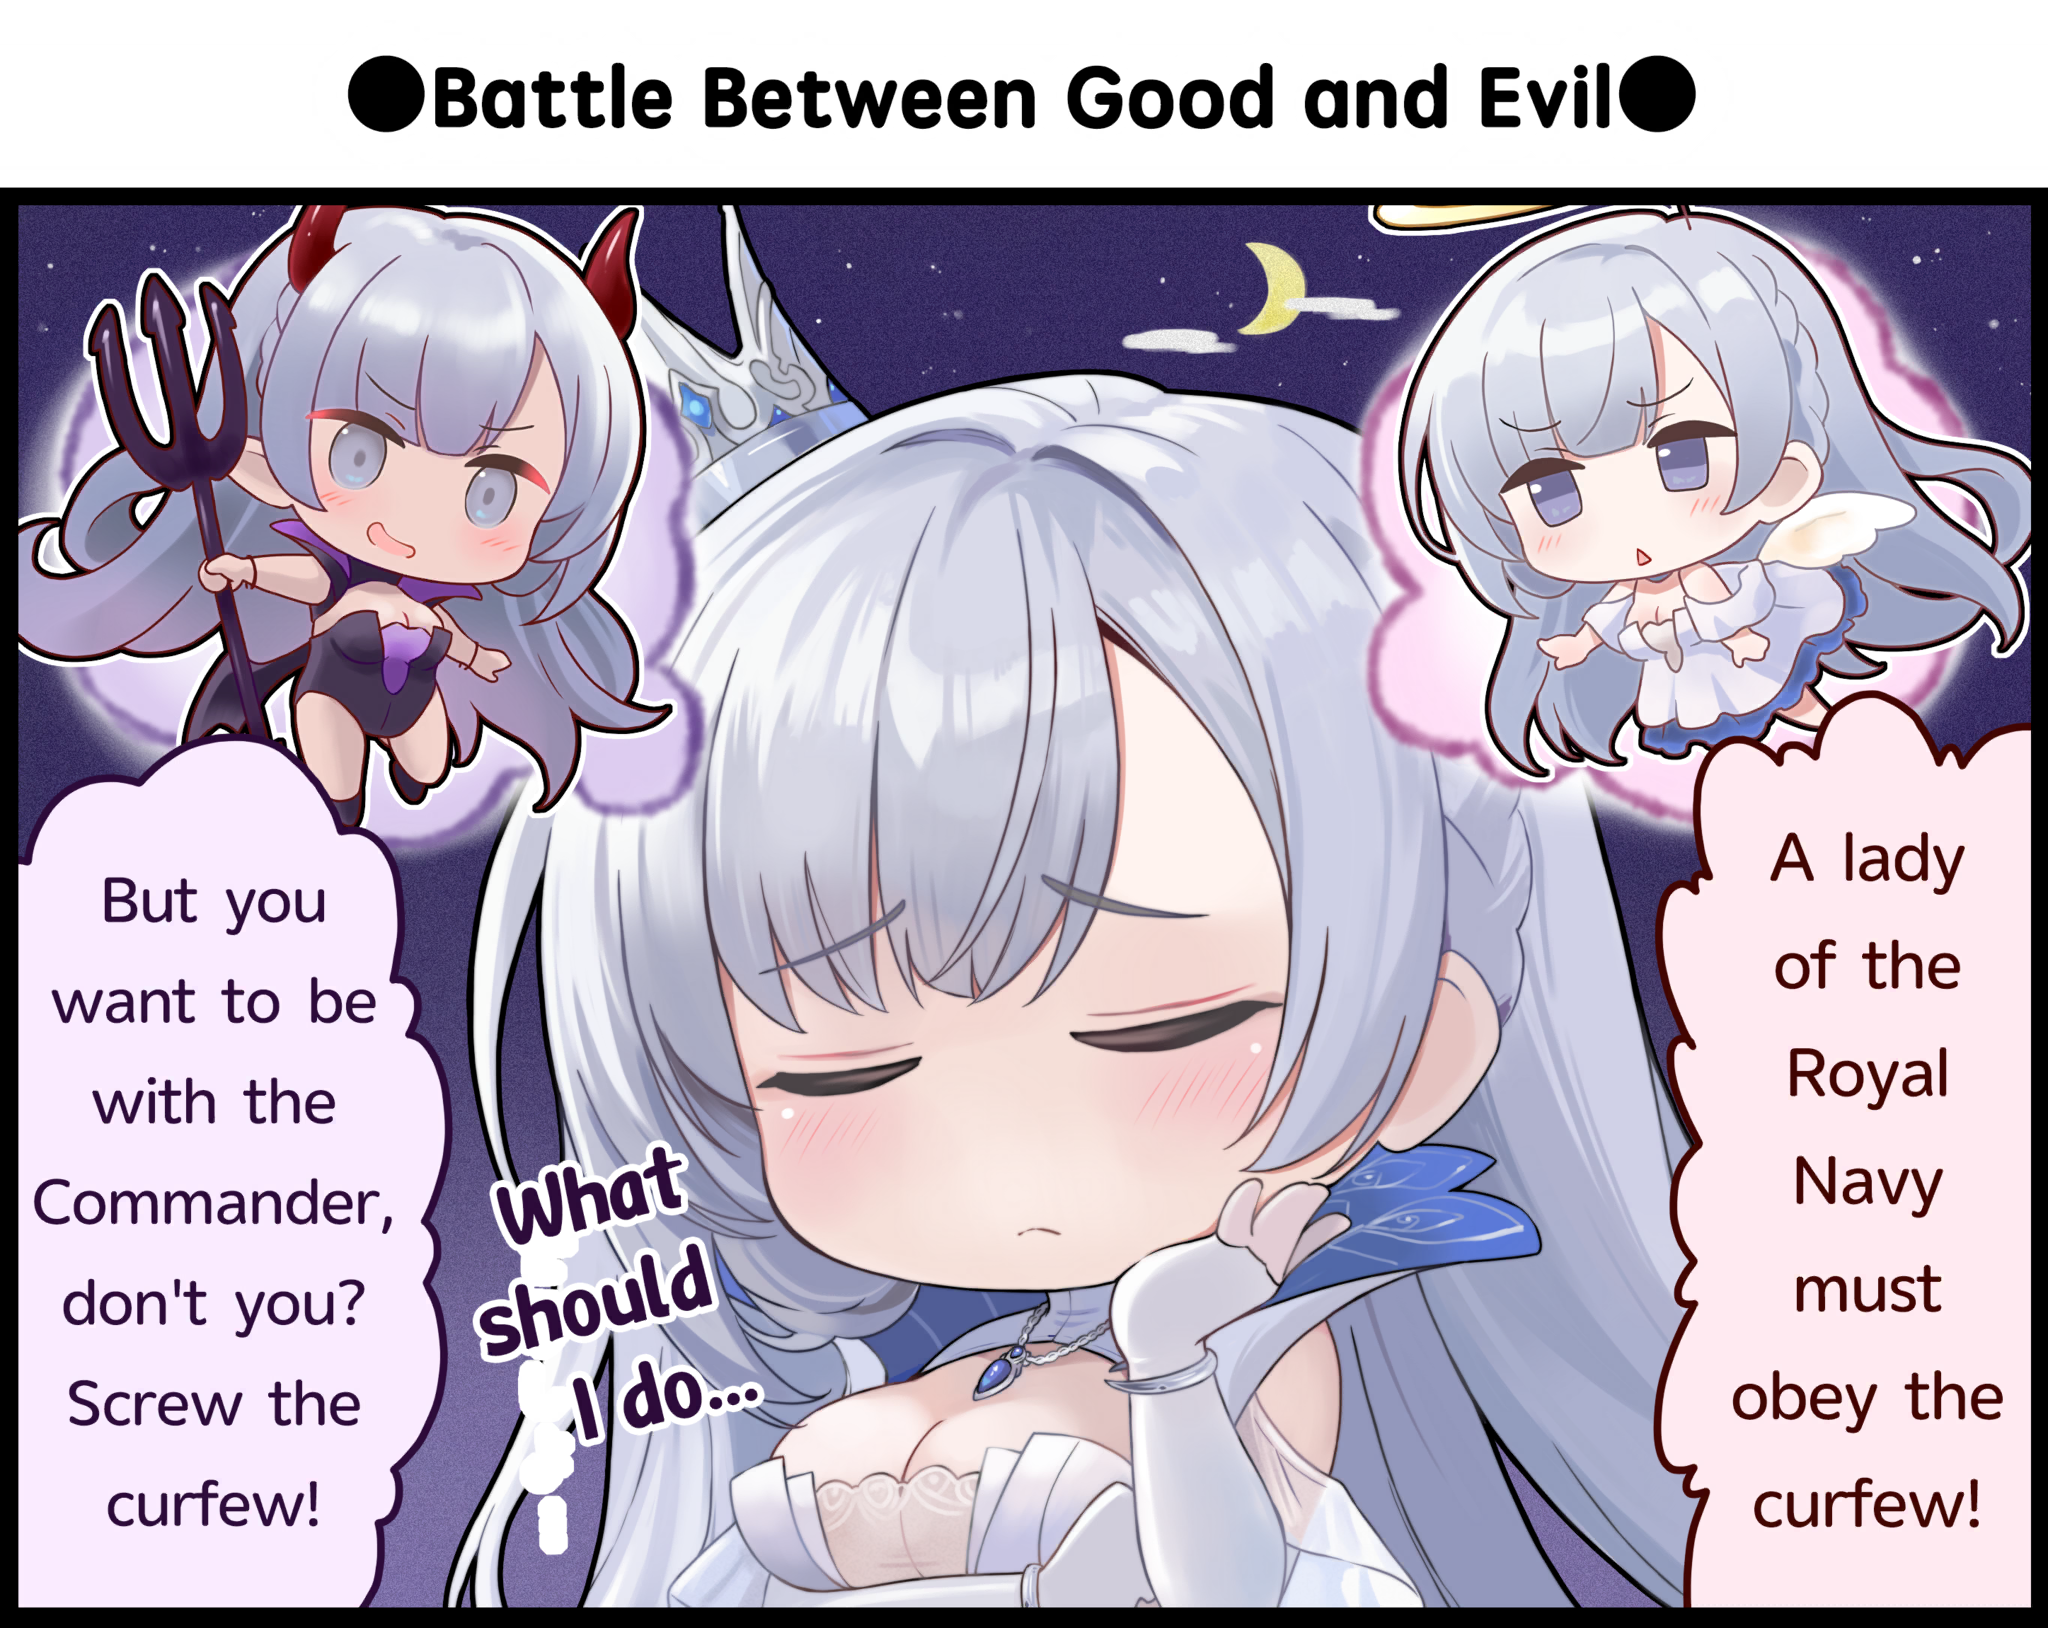 ●Battle Between Good and Evil●
A lady
of the
Royal
Navy
must
obey the
curfew!
But you
want to be
with the
Commander,
don't you?
Screw the
curfew!
What
should
I do...